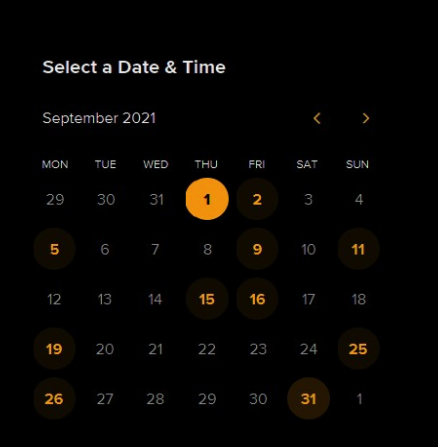 Select a Date & Time
September 2021
MON TUE WED THU FRI SAT SUN
29 30 31 1 2 3 4
5 6 7 8 9 10 11
12 13 14 15 16 17 18
19 20 21 22 23 24 25
26 27 28 29 30 31 1